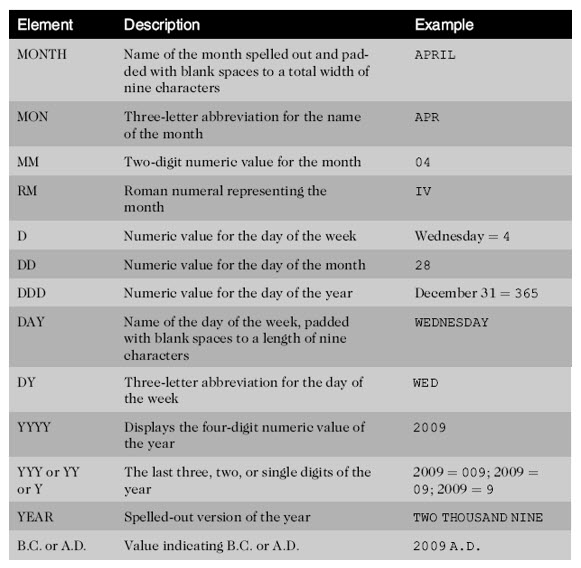 Element Description Example
MONTH Name of the month spelled out and pad- APRIL
ded with blank spaces to a total width of
nine characters
MON Three-letter abbreviation for the name APR
of the month
MM Two-digit numeric value for the month 04
RM Roman numeral representing the IV
month
D Numeric value for the day of the week Wednesday = 4
DD Numeric value for the day of the month 28
DDD Numeric value for the day of the year December 31 = 365
DAY Name of the day of the week, padded WEDNESDAY
with blank spaces to a length of nine
characters
DY Three-letter abbreviation for the day of WED
the week
YYYY Displays the four-digit numeric value of 2009
the year
YYY or YY The last three, two, or single digits of the 2009 = 009; 2009 =
or Y year 09; 2009 = 9
YEAR Spelled-out version of the year TWO THOUSAND NINE
B.C. or A.D. Value indicating B.C. or A.D. 2009 A.D.